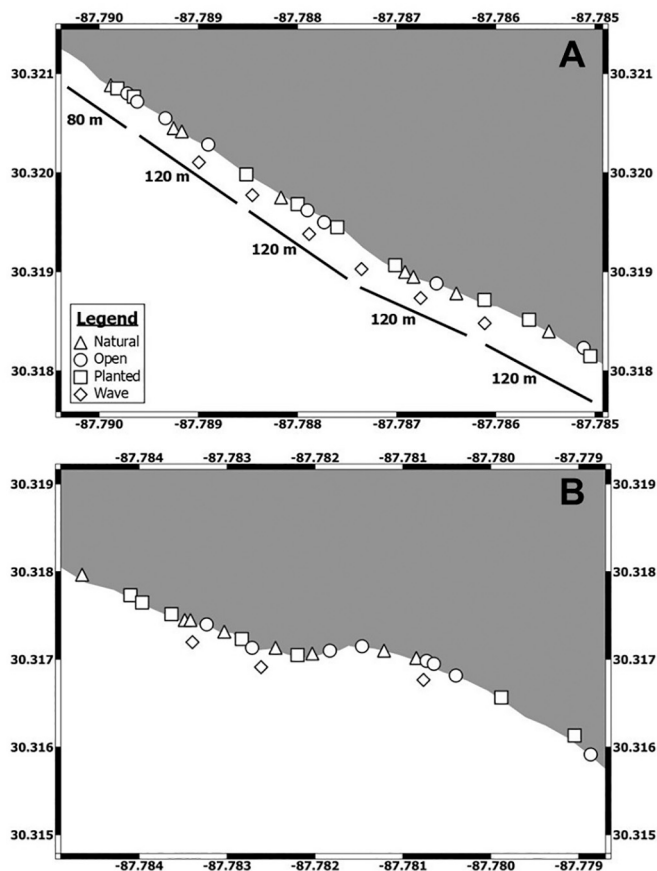 -87.790 -87.789 -87.788 -87.787 -87.786 -87.785
A
30.321 30.321
80 m
30.320 30.320
120 m
120 m
30.319 30.319
Legend
Natural
120 m
Open
30.318 Planted 120 m 30.318
Wave
-87.790 -87.789 -87.788 -87.787 -87.786 -87.785
-87.784 -87.783 -87.782 -87.781 -87.780 -87.779
30.319 B 30.319
30.318 30.318
30.317 30.317
30.316 30.316
30.315 30.315
-87.784 -87.783 -87.782 -87.781 -87.780 -87.779